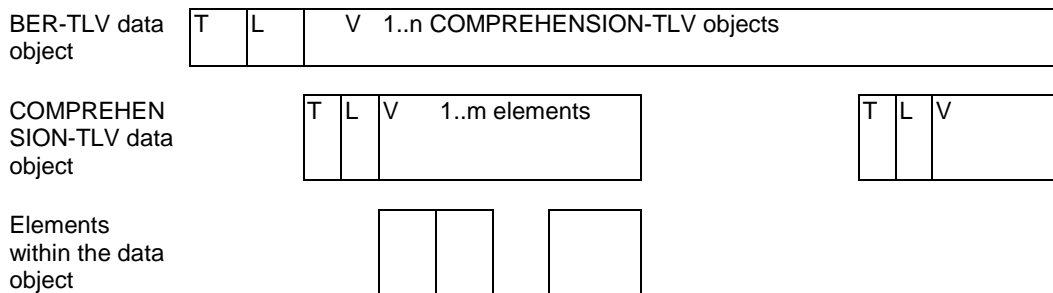 BER-TLV data
object
T L V 1..n COMPREHENSION-TLV objects
COMPREHEN
SION-TLV data
object
T L V 1..m elements T L V
Elements
within the data
object